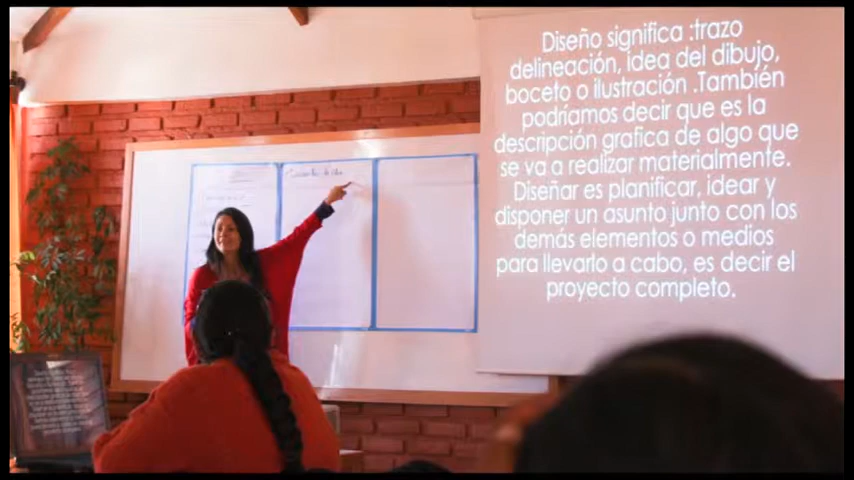 Diseño significa :trazo
delineación, idea del dibujo,
boceto o ilustración .También
podríamos decir que es la
descripción grafica de algo que
se va a realizar materialmente.
Diseñar es planificar, idear y
disponer un asunto junto con los
demás elementos o medios
para llevarlo a cabo, es decir el
proyecto completo.